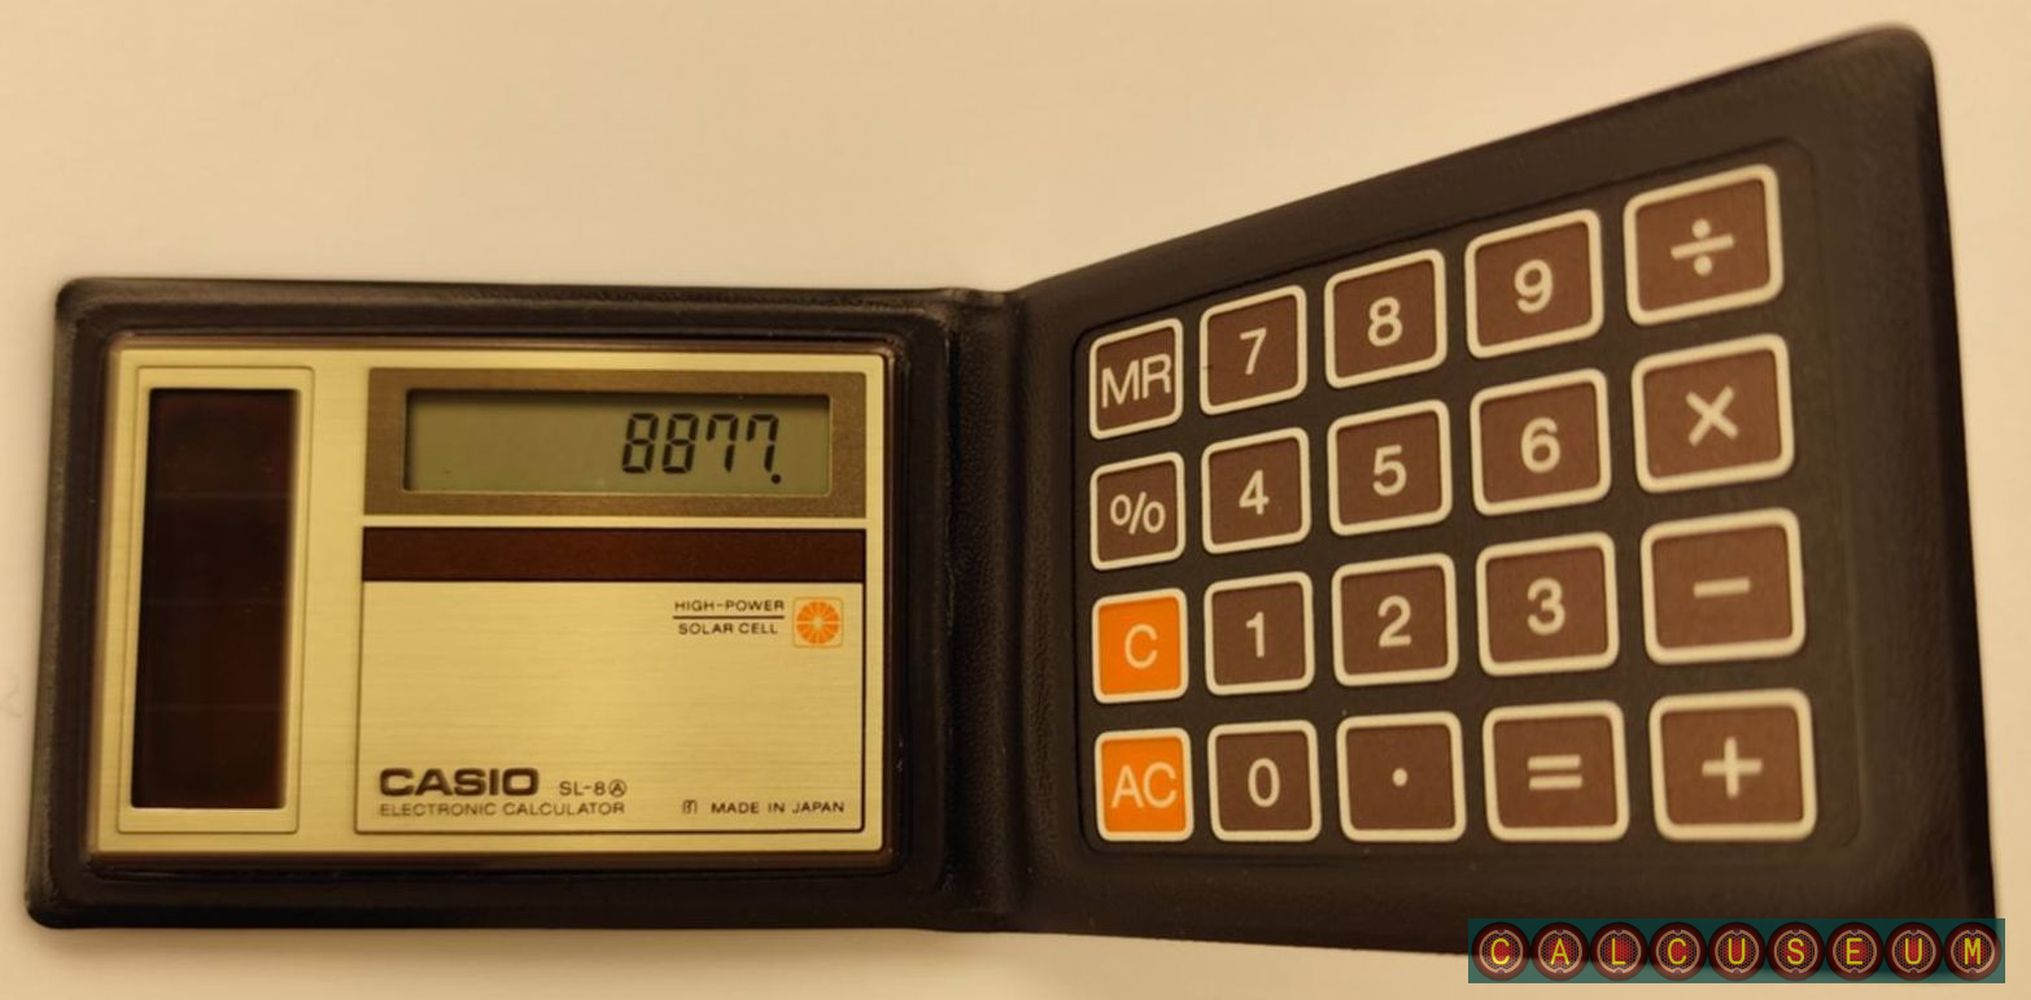 8877.
HIGH-POWER
SOLAR CELL
CASIO SL-8Ⓐ
ELECTRONIC CALCULATOR
MADE IN JAPAN
MR 7 8 9 ÷
% 4 5 6 ×
C 1 2 3 −
AC 0 . = +
CALCUSEUM